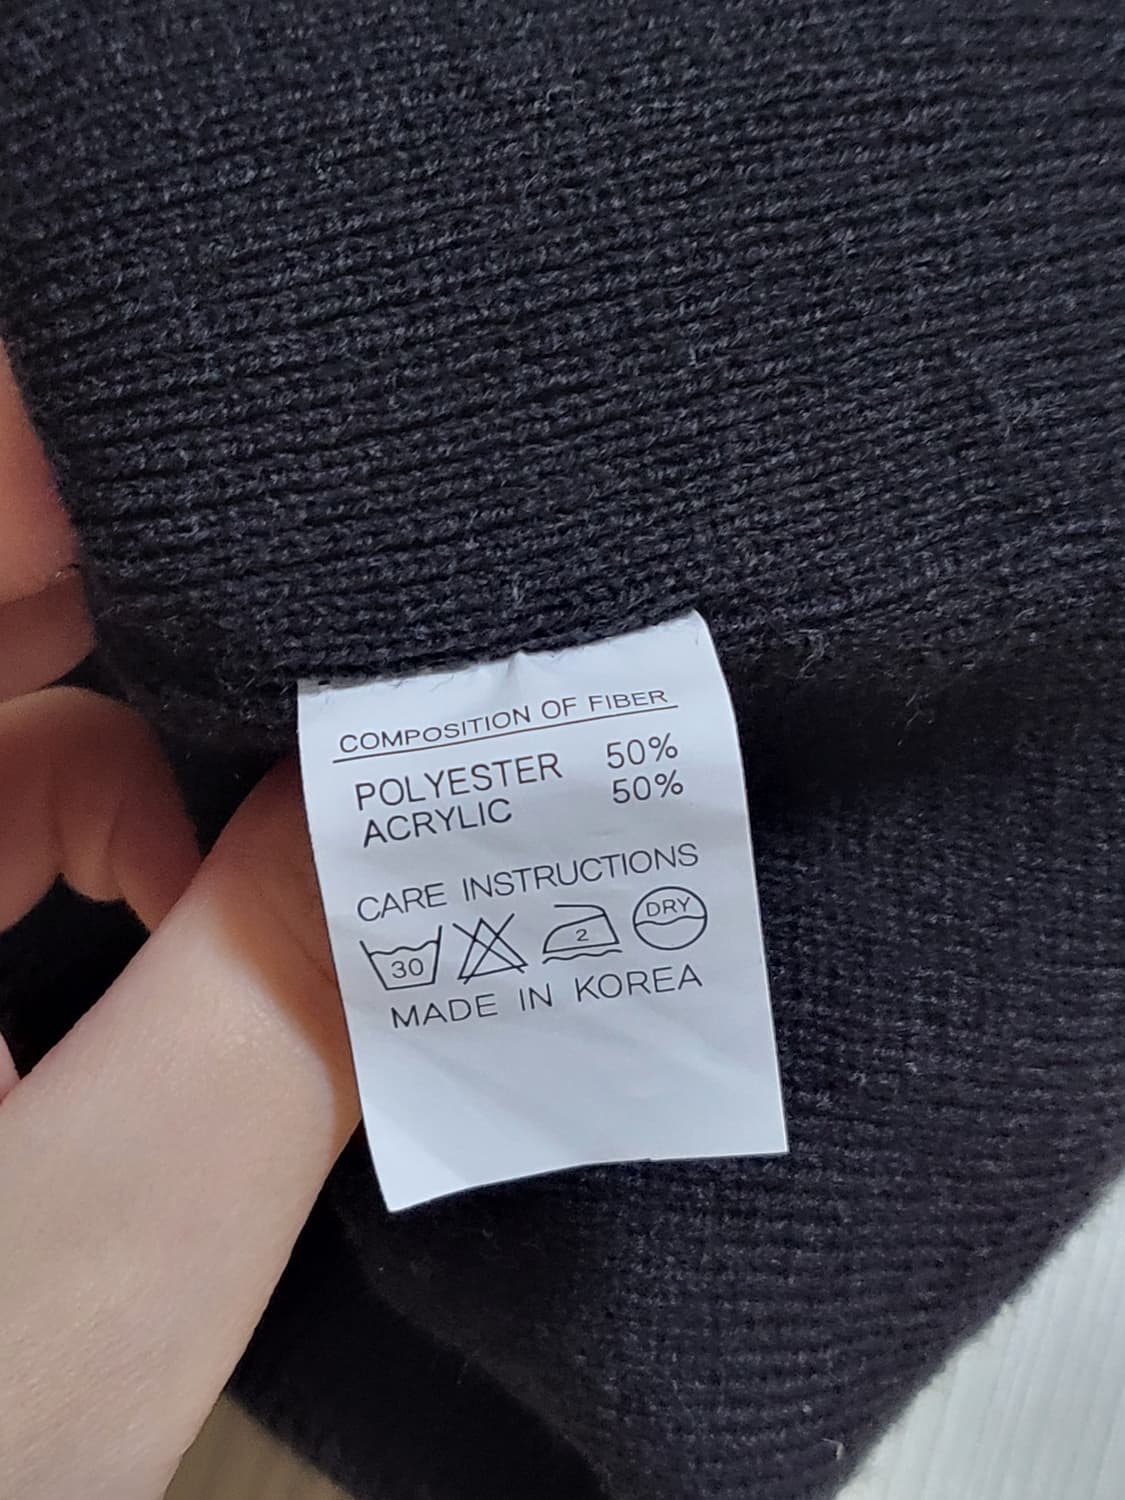 COMPOSITION OF FIBER
POLYESTER 50%
ACRYLIC 50%
CARE INSTRUCTIONS
30 2 DRY
MADE IN KOREA